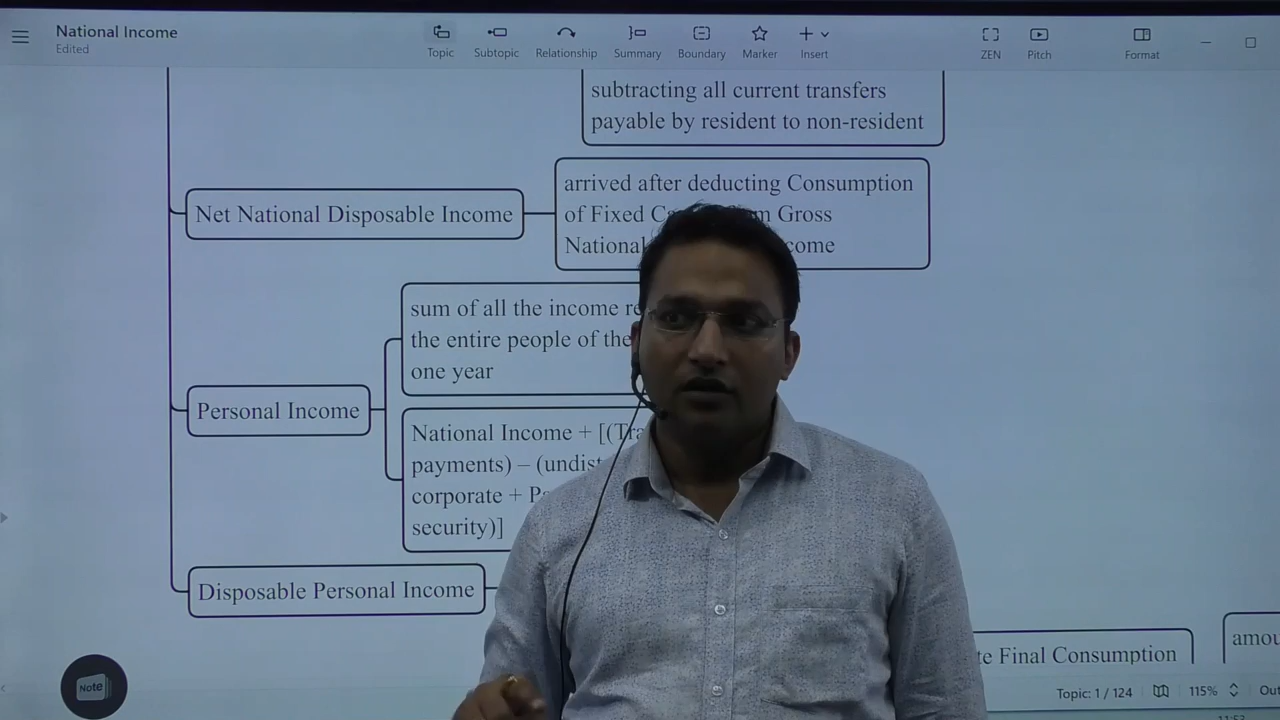 National Income
Edited
Topic
Subtopic
Relationship
Summary
Boundary
Marker
Insert
ZEN
Pitch
Format
subtracting all current transfers
payable by resident to non-resident
Net National Disposable Income
arrived after deducting Consumption
of Fixed Gross
National
Personal Income
sum of all the income
the entire people of the
one year
National Income + [(
payments) – (
corporate +
security)]
Disposable Personal Income
Final Consumption
Note
Topic: 1 / 124
115%